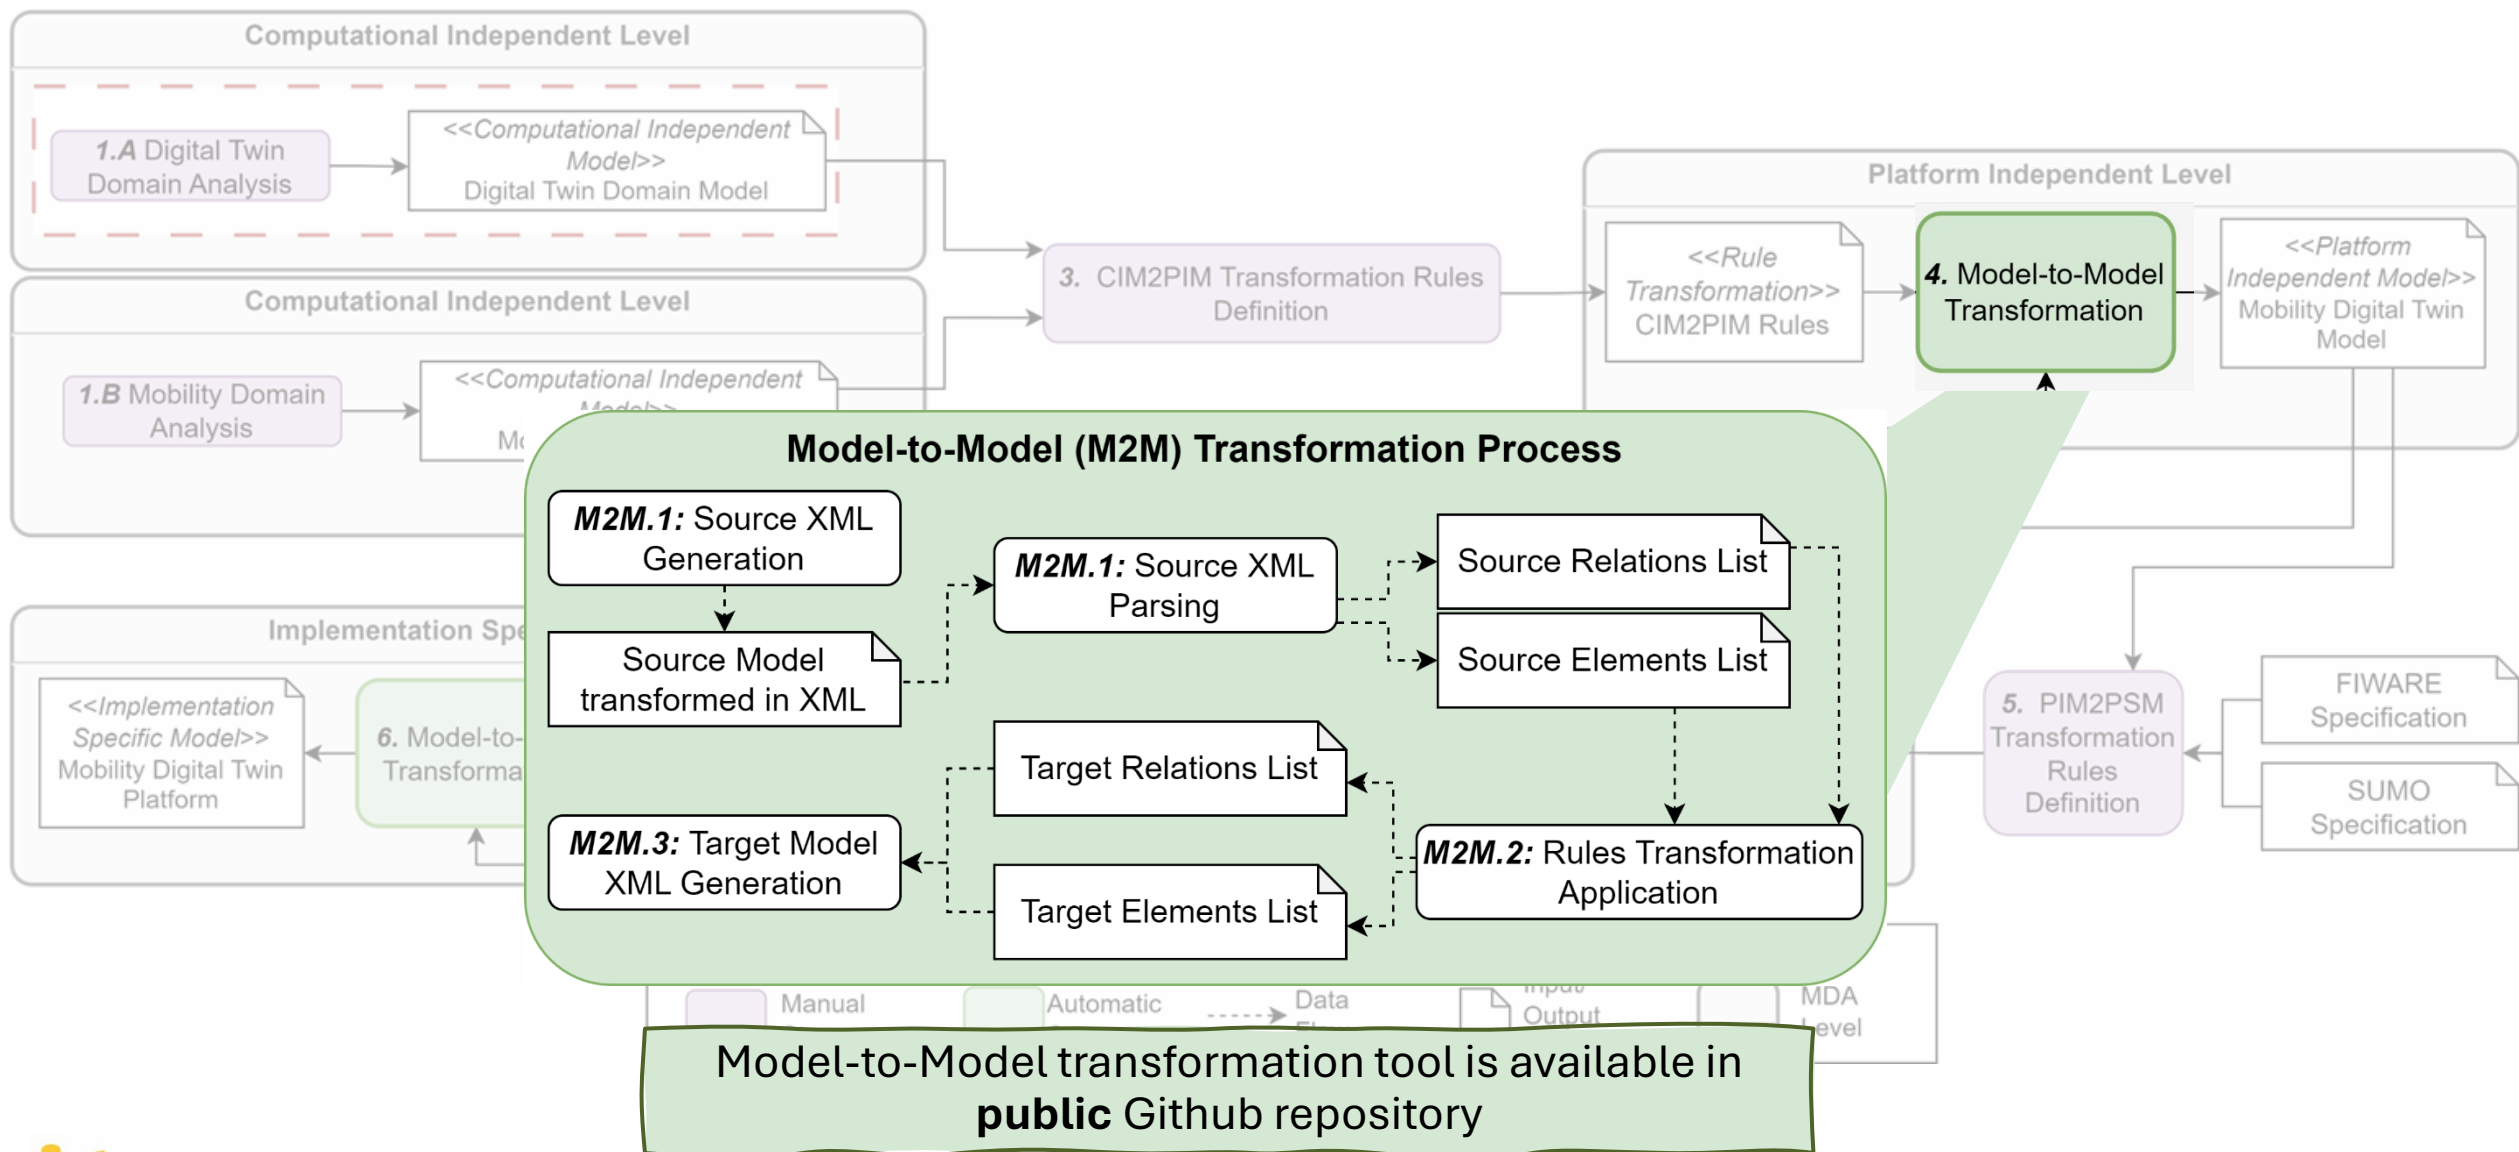 Computational Independent Level
1.A Digital Twin
Domain Analysis
<<Computational Independent
Model>>
Digital Twin Domain Model
Computational Independent Level
1.B Mobility Domain
Analysis
<<Computational Independent
Model>>
3. CIM2PIM Transformation Rules
Definition
Platform Independent Level
<<Rule
Transformation>>
CIM2PIM Rules
4. Model-to-Model
Transformation
<<Platform
Independent Model>>
Mobility Digital Twin
Model
Model-to-Model (M2M) Transformation Process
M2M.1: Source XML
Generation
Source Model
transformed in XML
M2M.1: Source XML
Parsing
Source Relations List
Source Elements List
Target Relations List
Target Elements List
M2M.2: Rules Transformation
Application
M2M.3: Target Model
XML Generation
Implementation Spe
<<Implementation
Specific Model>>
Mobility Digital Twin
Platform
6. Model-to-
Transforma
5. PIM2PSM
Transformation
Rules
Definition
FIWARE
Specification
SUMO
Specification
Manual
Automatic
Data
Input/
Output
MDA
Level
Model-to-Model transformation tool is available in
public Github repository